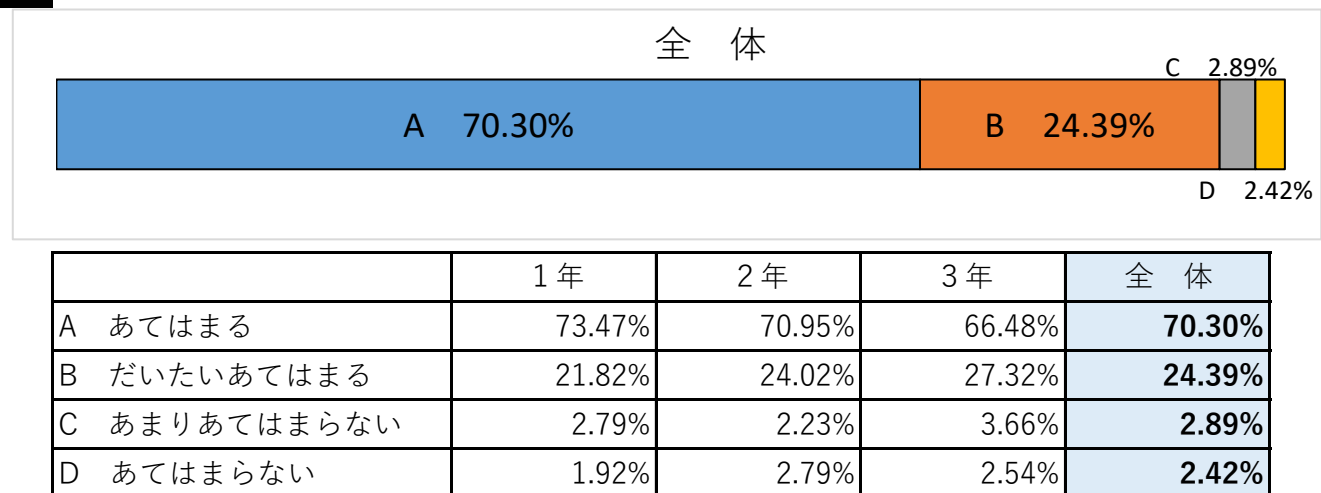 全　体
C　2.89%
A　70.30%
B　24.39%
D　2.42%
１年 ２年 ３年 全　体
A　あてはまる 73.47% 70.95% 66.48% 70.30%
B　だいたいあてはまる 21.82% 24.02% 27.32% 24.39%
C　あまりあてはまらない 2.79% 2.23% 3.66% 2.89%
D　あてはまらない 1.92% 2.79% 2.54% 2.42%